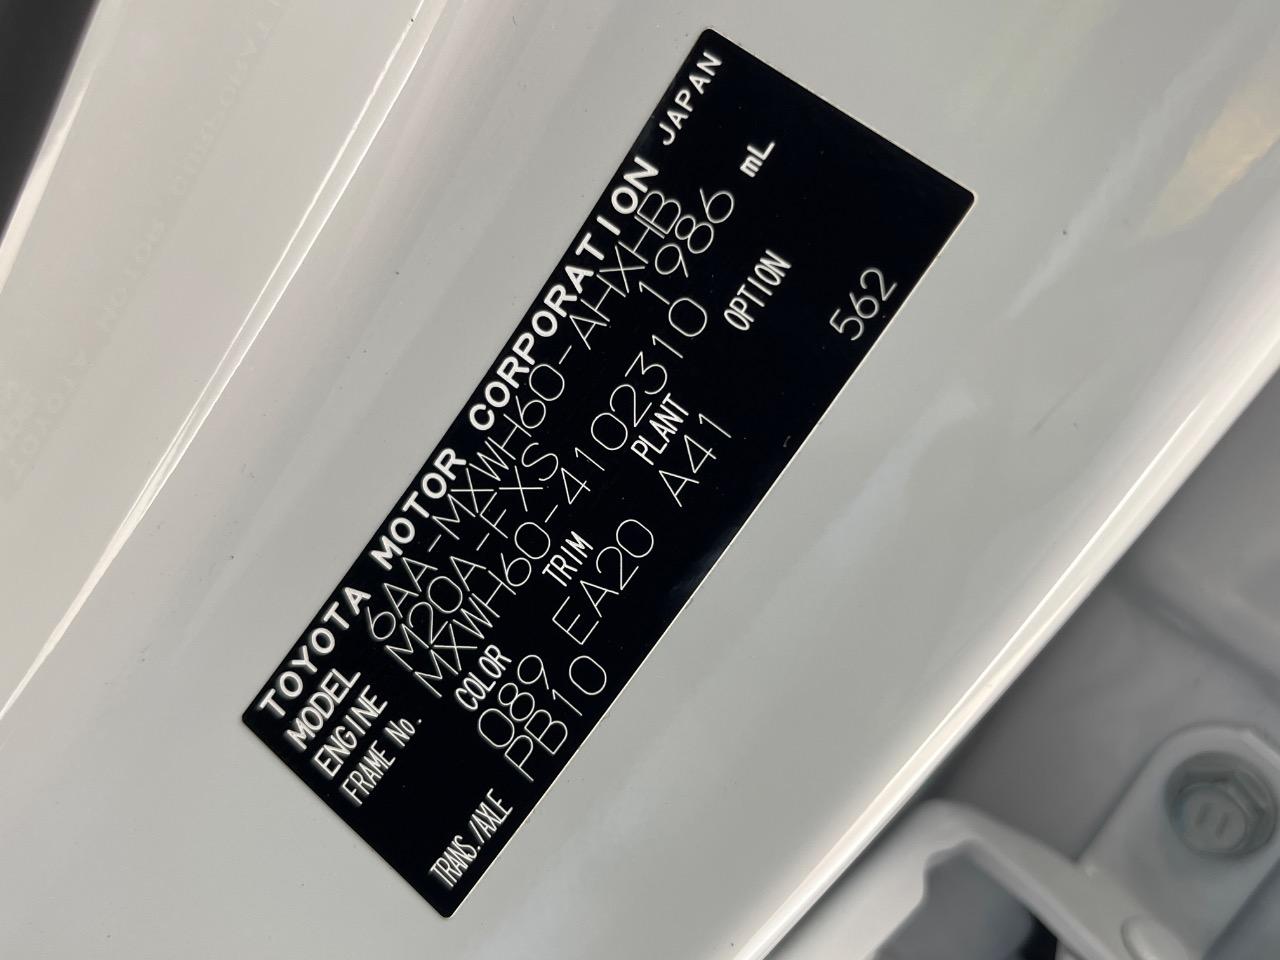 TOYOTA MOTOR CORPORATION JAPAN
MODEL 6AA-MXWH60-AHXHB
ENGINE M20A-FXS 1986 mL
FRAME No. MXWH60-4102310
COLOR TRIM PLANT OPTION
089 EA20 A41 562
TRANS./AXLE PB10